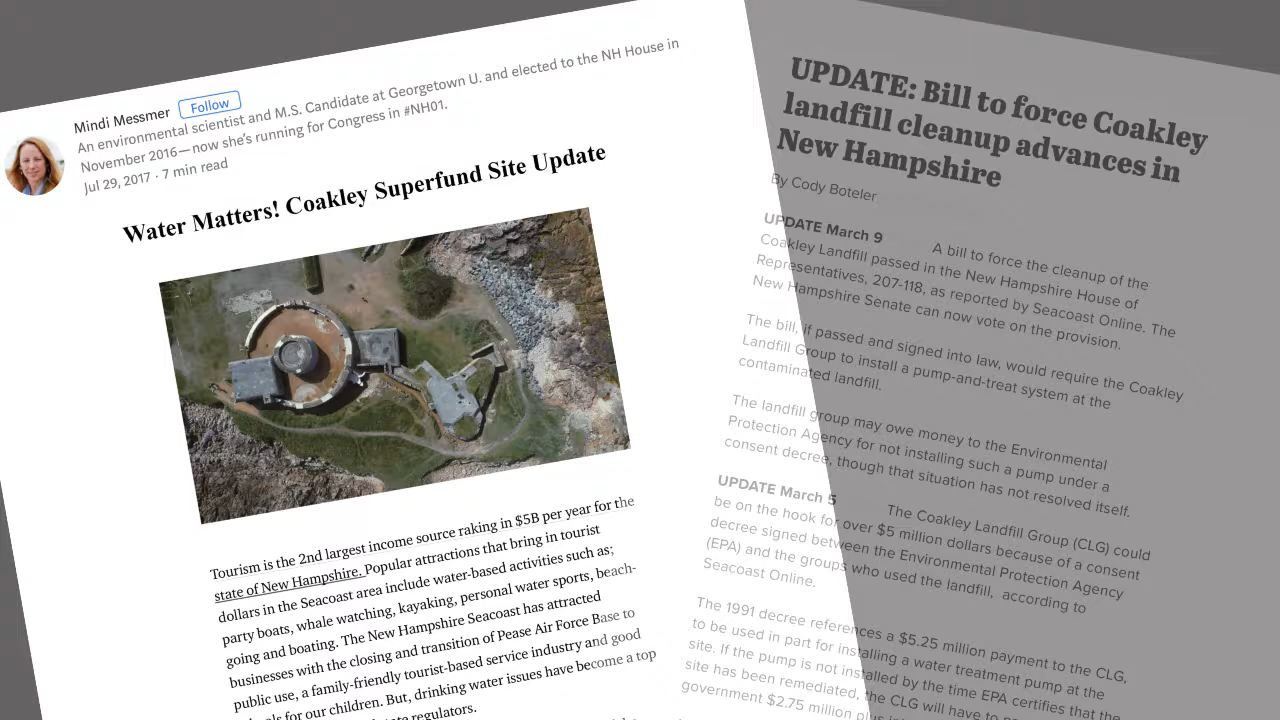 Mindi Messmer Follow
An environmental scientist and M.S. Candidate at Georgetown U. and elected to the NH House in
November 2016—now she's running for Congress in #NH01.
Jul 29, 2017 · 7 min read
Water Matters! Coakley Superfund Site Update
Tourism is the 2nd largest income source raking in $5B per year for the
state of New Hampshire. Popular attractions that bring in tourist
dollars in the Seacoast area include water-based activities such as;
party boats, whale watching, kayaking, personal water sports, beach-
going and boating. The New Hampshire Seacoast has attracted
businesses with the closing and transition of Pease Air Force Base to
public use, a family-friendly tourist-based service industry and good
for our children. But, drinking water issues have become a top
regulators.
UPDATE: Bill to force Coakley
landfill cleanup advances in
New Hampshire
By Cody Boteler
UPDATE March 9 A bill to force the cleanup of the
Coakley Landfill passed in the New Hampshire House of
Representatives, 207-118, as reported by Seacoast Online. The
New Hampshire Senate can now vote on the provision.
The bill, if passed and signed into law, would require the Coakley
Landfill Group to install a pump-and-treat system at the
contaminated landfill.
The landfill group may owe money to the Environmental
Protection Agency for not installing such a pump under a
consent decree, though that situation has not resolved itself.
UPDATE March 5 The Coakley Landfill Group (CLG) could
be on the hook for over $5 million dollars because of a consent
decree signed between the Environmental Protection Agency
(EPA) and the groups who used the landfill, according to
Seacoast Online.
The 1991 decree references a $5.25 million payment to the CLG,
to be used in part for installing a water treatment pump at the
site. If the pump is not installed by the time EPA certifies that the
site has been remediated, the CLG will have to
government $2.75 million